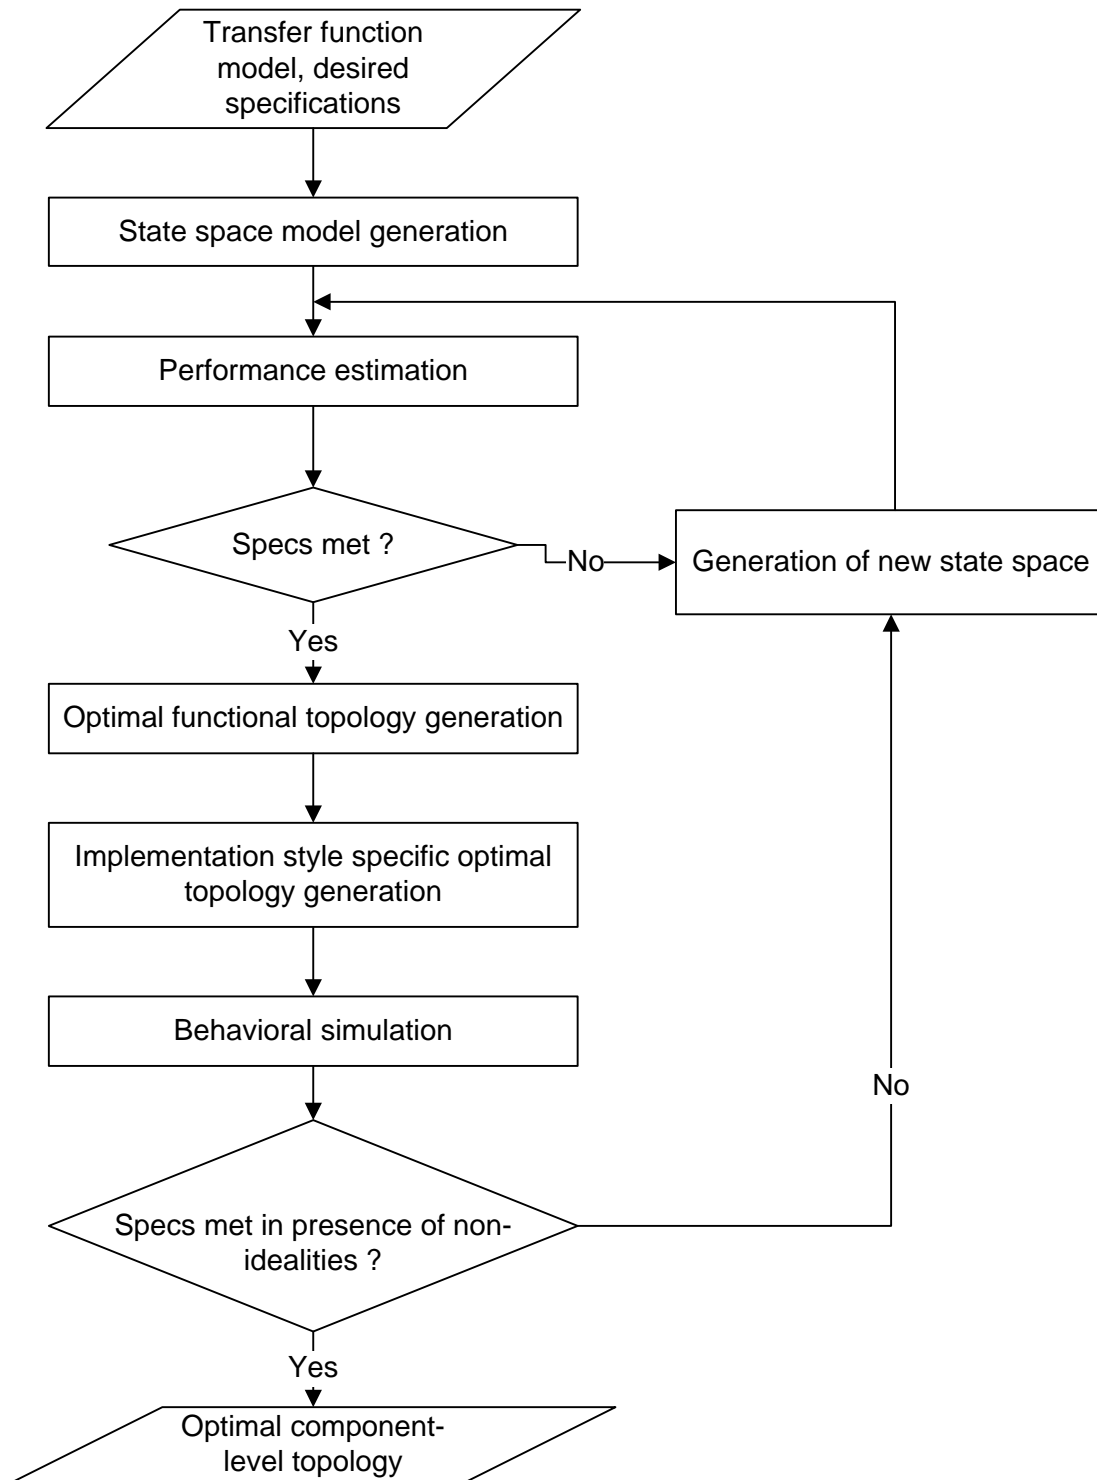 Transfer function
model, desired
specifications
State space model generation
Performance estimation
Specs met ?
No
Generation of new state space
Yes
Optimal functional topology generation
Implementation style specific optimal
topology generation
Behavioral simulation
No
Specs met in presence of non-
idealities ?
Yes
Optimal component-
level topology